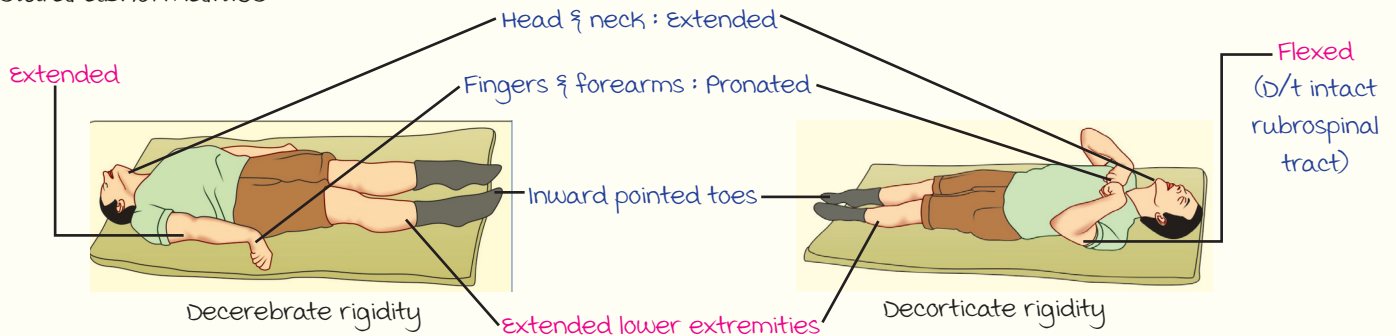 Head & neck : Extended
Extended
Flexed
Fingers & forearms : Pronated
(D/t intact
rubrospinal
tract)
Inward pointed toes
Decerebrate rigidity
Decorticate rigidity
Extended lower extremities